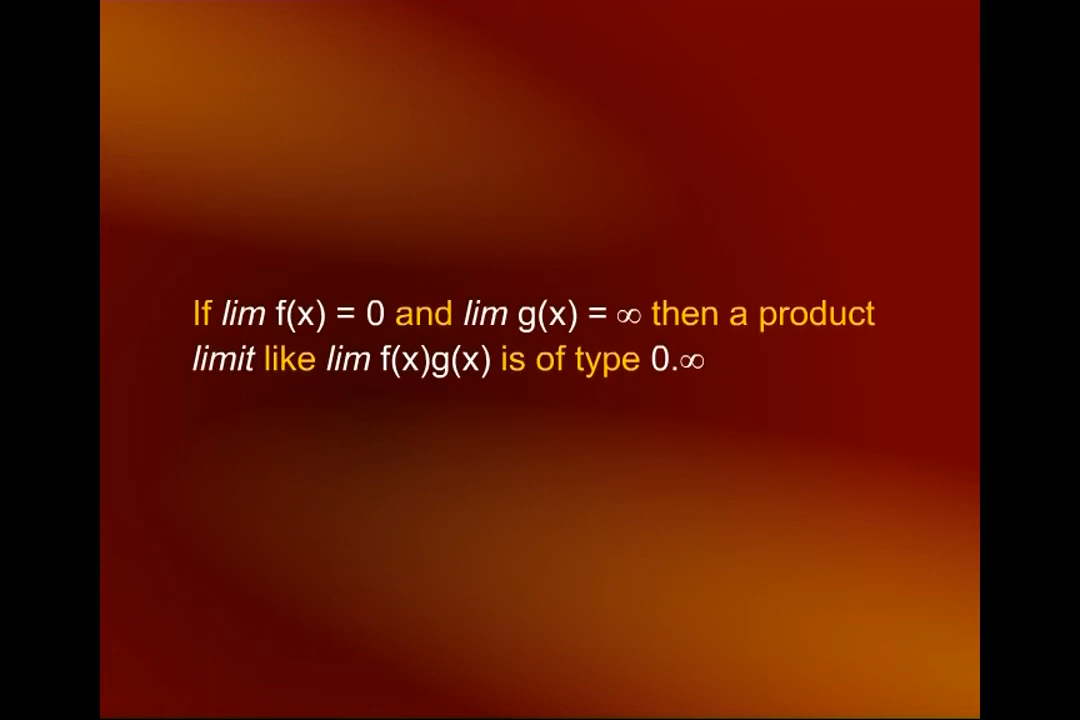 If lim f(x) = 0 and lim g(x) = ∞ then a product
limit like lim f(x)g(x) is of type 0.∞